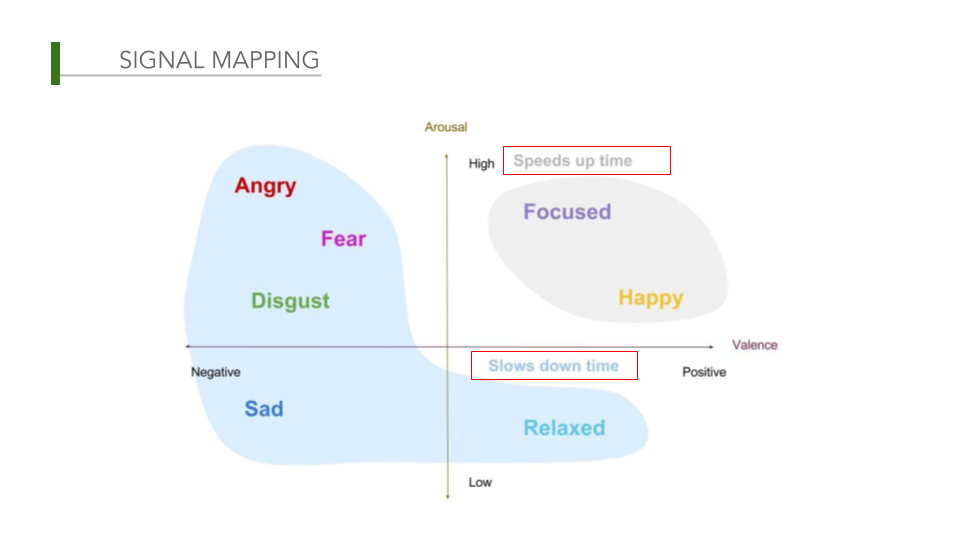 SIGNAL MAPPING
Arousal
High
Speeds up time
Angry
Focused
Fear
Disgust
Happy
Valence
Slows down time
Negative
Positive
Sad
Relaxed
Low